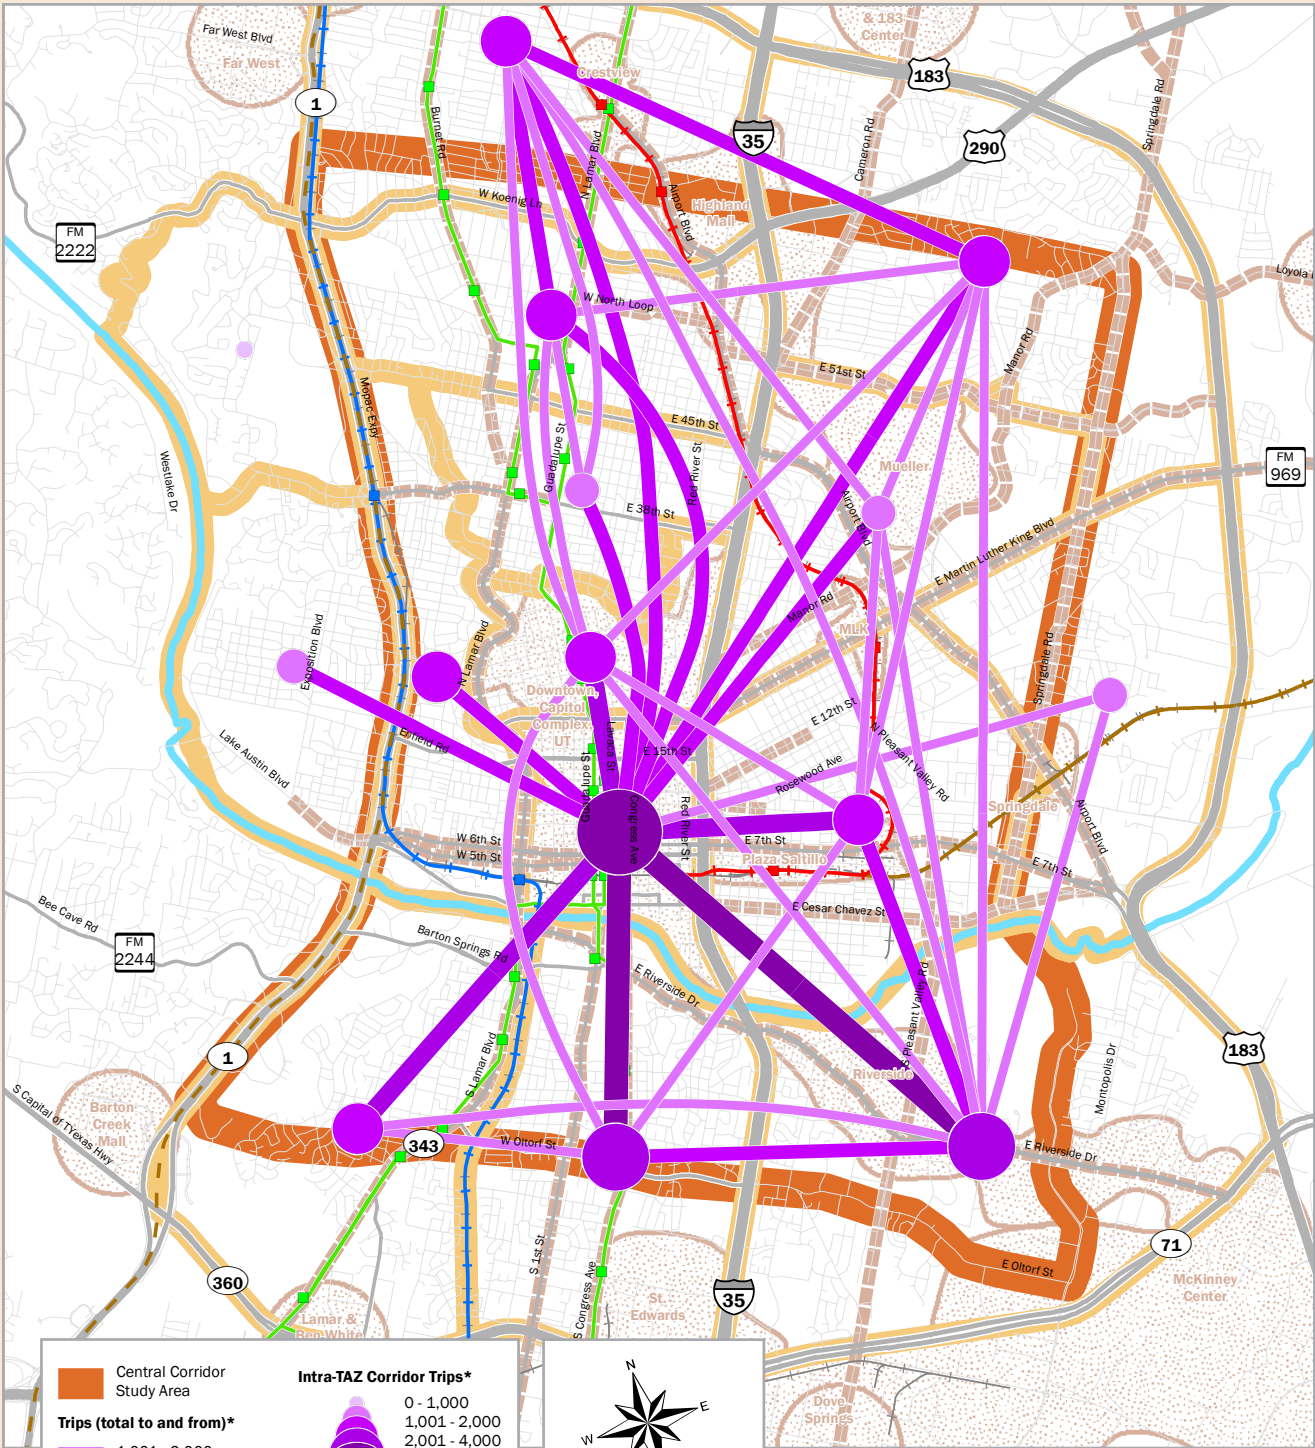 Far West Blvd
Far West
& 183
Center
183
Crestview
1
35
290
Springdale Rd
Burnet Rd
N Lamar Blvd
Cameron Rd
W Koenig Ln
Airport Blvd
Highland
Mall
FM
2222
Loyola
W North Loop
Manor Rd
E 51st St
Mopac Expy
E 45th St
Westlake Dr
Guadalupe St
Red River St
Mueller
FM
969
E 38th St
Airport Blvd
E Martin Luther King Blvd
Manor Rd
MLK
Exposition Blvd
N Lamar Blvd
Springdale Rd
Downtown,
Capitol
Complex,
UT
E 12th St
Lavaca St
E 15th St
Enfield Rd
Lake Austin Blvd
N Pleasant Valley Rd
Rosewood Ave
Guadalupe St
Congress Ave
Red River St
Springdale
Airport Blvd
W 6th St
W 5th St
E 7th St
Plaza Saltillo
E 7th St
E Cesar Chavez St
Bee Cave Rd
FM
2244
Barton Springs Rd
E Riverside Dr
S Pleasant Valley Rd
1
183
S Lamar Blvd
Riverside
Montopolis Dr
S Capital of TYexas Hwy
Barton
Creek
Mall
343
W Oltorf St
E Riverside Dr
71
S 1st St
E Oltorf St
McKinney
Center
360
35
S Congress Ave
St.
Edwards
Lamar &
Ben White
Dove
Springs
Central Corridor
Study Area
Trips (total to and from)*
Intra-TAZ Corridor Trips*
0 - 1,000
1,001 - 2,000
2,001 - 4,000
N
E
W